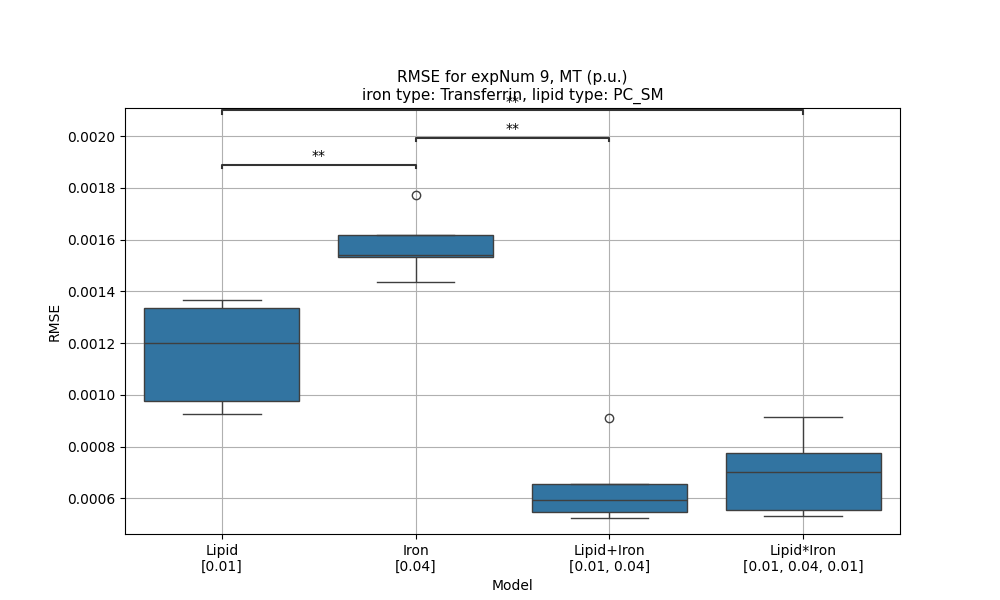 RMSE for expNum 9, MT (p.u.)
iron type: Transferrin, lipid type: PC_SM
**
**
**
0.0020
0.0018
0.0016
0.0014
0.0012
0.0010
0.0008
0.0006
RMSE
Lipid
[0.01]
Iron
[0.04]
Lipid+Iron
[0.01, 0.04]
Lipid*Iron
[0.01, 0.04, 0.01]
Model